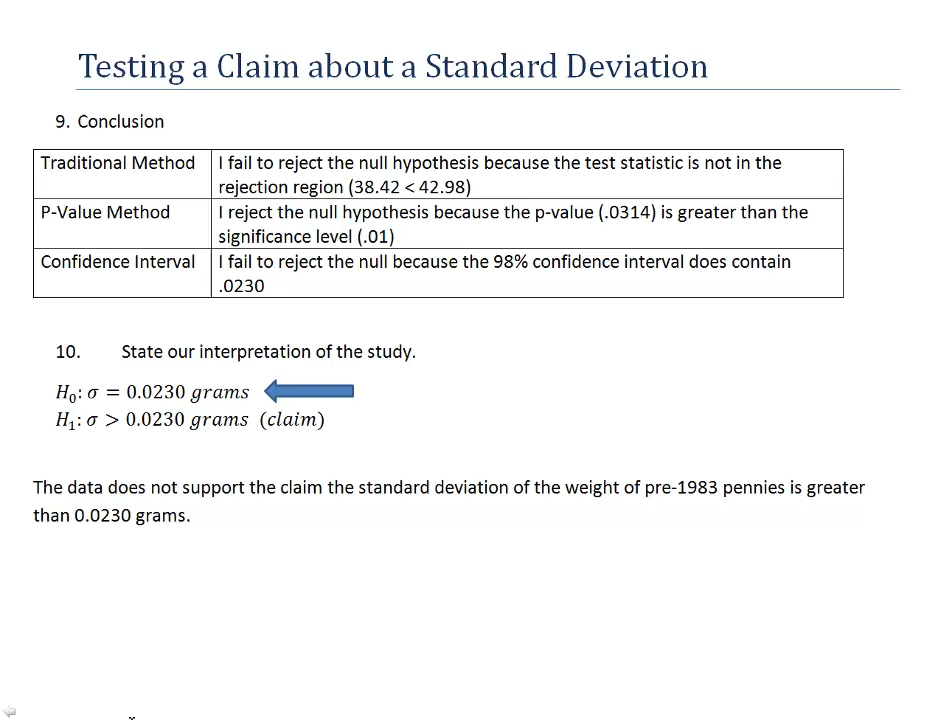 Testing a Claim about a Standard Deviation
9. Conclusion
Traditional Method
I fail to reject the null hypothesis because the test statistic is not in the
rejection region (38.42 < 42.98)
P-Value Method
I reject the null hypothesis because the p-value (.0314) is greater than the
significance level (.01)
Confidence Interval
I fail to reject the null because the 98% confidence interval does contain
.0230
10. State our interpretation of the study.
H₀: σ = 0.0230 grams
H₁: σ > 0.0230 grams (claim)
The data does not support the claim the standard deviation of the weight of pre-1983 pennies is greater
than 0.0230 grams.